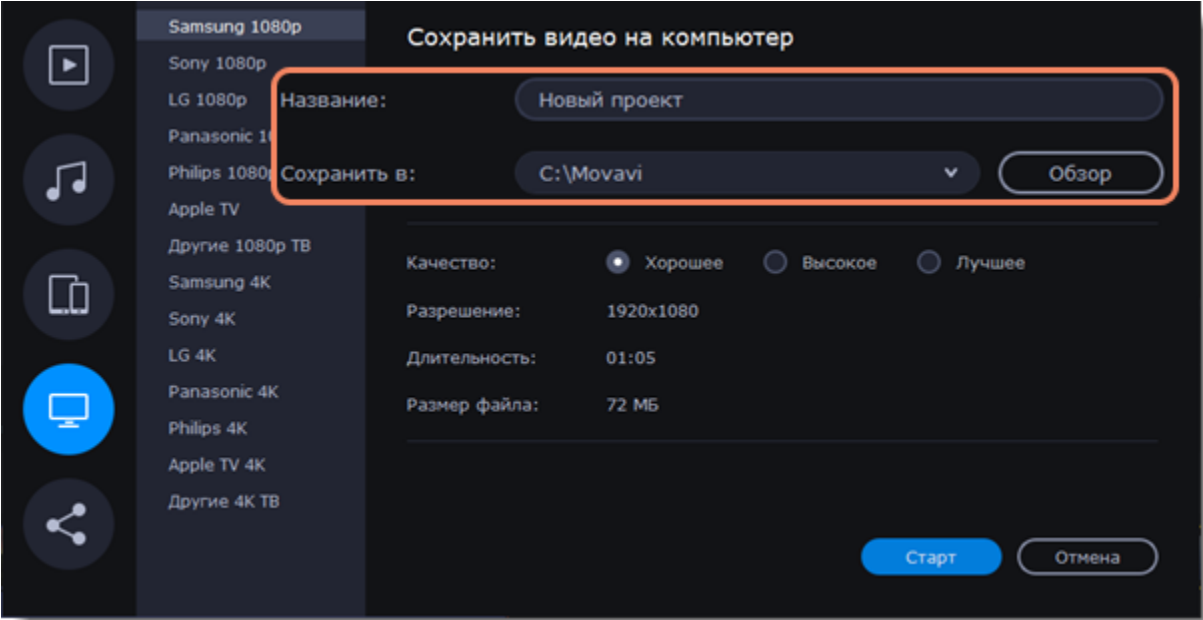 Samsung 1080p
Sony 1080p
LG 1080p
Panasonic
Philips 1080
Apple TV
Другие 1080p ТВ
Samsung 4K
Sony 4K
LG 4K
Panasonic 4K
Philips 4K
Apple TV 4K
Другие 4K ТВ
Сохранить видео на компьютер
Название: Новый проект
Сохранить в: C:\Movavi Обзор
Качество: Хорошее Высокое Лучшее
Разрешение: 1920x1080
Длительность: 01:05
Размер файла: 72 МБ
Старт Отмена